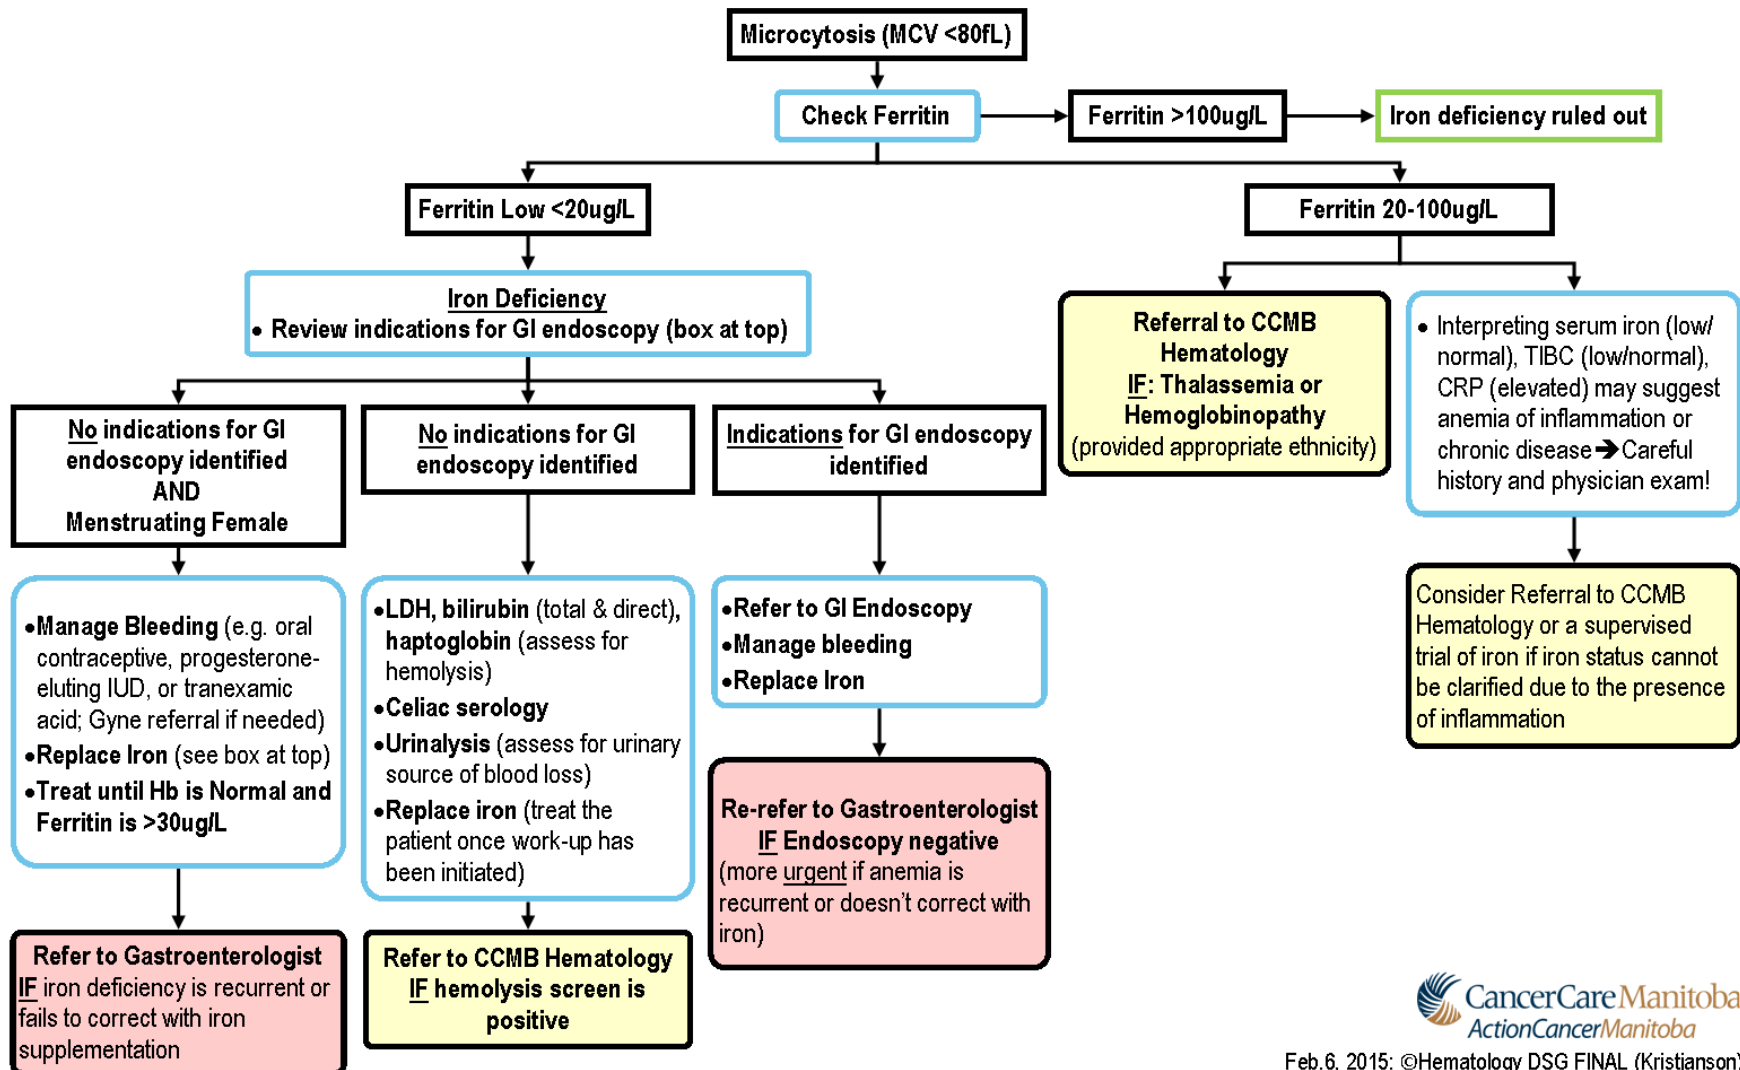 Microcytosis (MCV <80fL)
Check Ferritin
Ferritin >100ug/L
Iron deficiency ruled out
Ferritin Low <20ug/L
Ferritin 20-100ug/L
Iron Deficiency
• Review indications for GI endoscopy (box at top)
No indications for GI
endoscopy identified
AND
Menstruating Female
No indications for GI
endoscopy identified
Indications for GI endoscopy
identified
Referral to CCMB
Hematology
IF: Thalassemia or
Hemoglobinopathy
(provided appropriate ethnicity)
• Interpreting serum iron (low/
normal), TIBC (low/normal),
CRP (elevated) may suggest
anemia of inflammation or
chronic disease➔Careful
history and physician exam!
•Manage Bleeding (e.g. oral
contraceptive, progesterone-
eluting IUD, or tranexamic
acid; Gyne referral if needed)
•Replace Iron (see box at top)
•Treat until Hb is Normal and
Ferritin is >30ug/L
•LDH, bilirubin (total & direct),
haptoglobin (assess for
hemolysis)
•Celiac serology
•Urinalysis (assess for urinary
source of blood loss)
•Replace iron (treat the
patient once work-up has
been initiated)
•Refer to GI Endoscopy
•Manage bleeding
•Replace Iron
Consider Referral to CCMB
Hematology or a supervised
trial of iron if iron status cannot
be clarified due to the presence
of inflammation
Refer to Gastroenterologist
IF iron deficiency is recurrent or
fails to correct with iron
supplementation
Refer to CCMB Hematology
IF hemolysis screen is
positive
Re-refer to Gastroenterologist
IF Endoscopy negative
(more urgent if anemia is
recurrent or doesn't correct with
iron)
CancerCare Manitoba
ActionCancerManitoba
Feb.6, 2015: ©Hematology DSG FINAL (Kristianson)